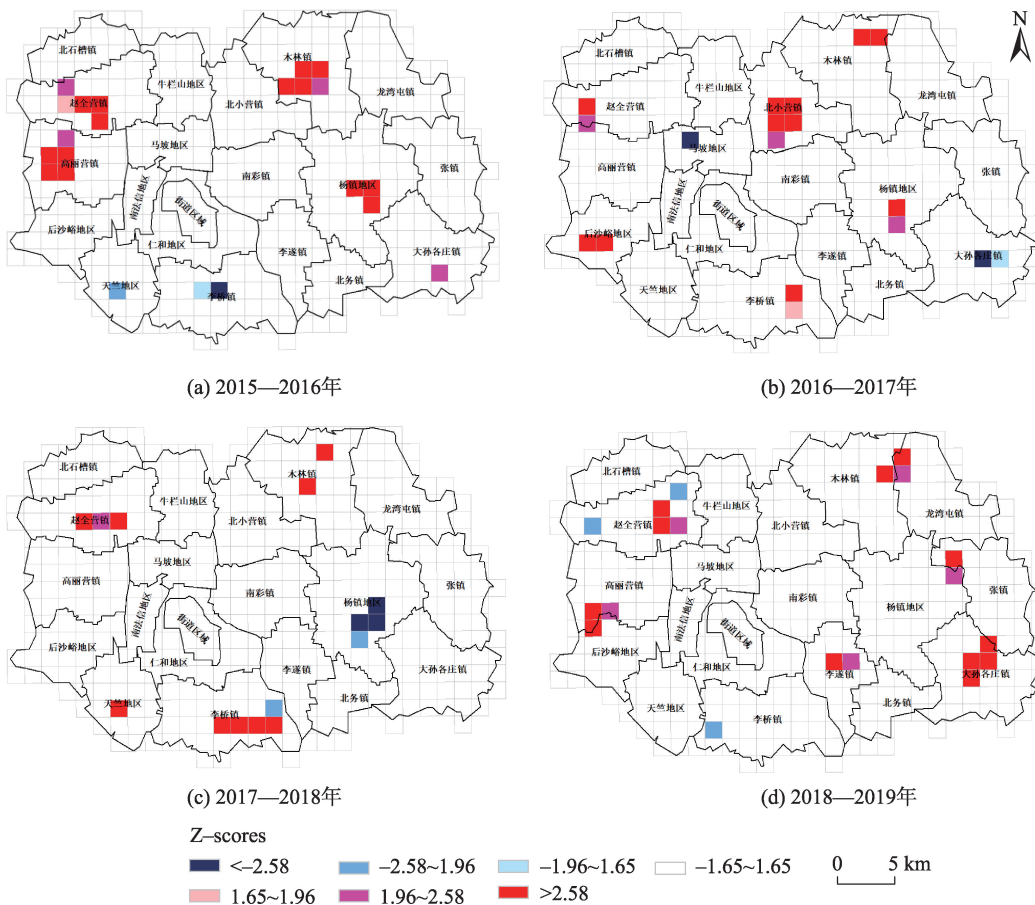 N
北石槽镇
木林镇
牛栏山地区
龙湾屯镇
赵全营镇
北小营镇
马坡地区
高丽营镇
南彩镇
张镇
杨镇地区
南法信地区
街道区域
后沙峪地区
仁和地区
李遂镇
大孙各庄镇
北务镇
天竺地区
李桥镇
(a) 2015—2016年
北石槽镇
木林镇
牛栏山地区
龙湾屯镇
赵全营镇
北小营镇
马坡地区
高丽营镇
南彩镇
张镇
杨镇地区
南法信地区
街道区域
后沙峪地区
仁和地区
李遂镇
大孙各庄镇
北务镇
天竺地区
李桥镇
(b) 2016—2017年
北石槽镇
木林镇
牛栏山地区
龙湾屯镇
赵全营镇
北小营镇
马坡地区
高丽营镇
南彩镇
张镇
杨镇地区
南法信地区
街道区域
后沙峪地区
仁和地区
李遂镇
大孙各庄镇
北务镇
天竺地区
李桥镇
(c) 2017—2018年
北石槽镇
木林镇
牛栏山地区
龙湾屯镇
赵全营镇
北小营镇
马坡地区
高丽营镇
南彩镇
张镇
杨镇地区
南法信地区
街道区域
后沙峪地区
仁和地区
李遂镇
大孙各庄镇
北务镇
天竺地区
李桥镇
(d) 2018—2019年
Z–scores
<–2.58 –2.58~1.96 –1.96~1.65 –1.65~1.65 0 5 km
1.65~1.96 1.96~2.58 >2.58